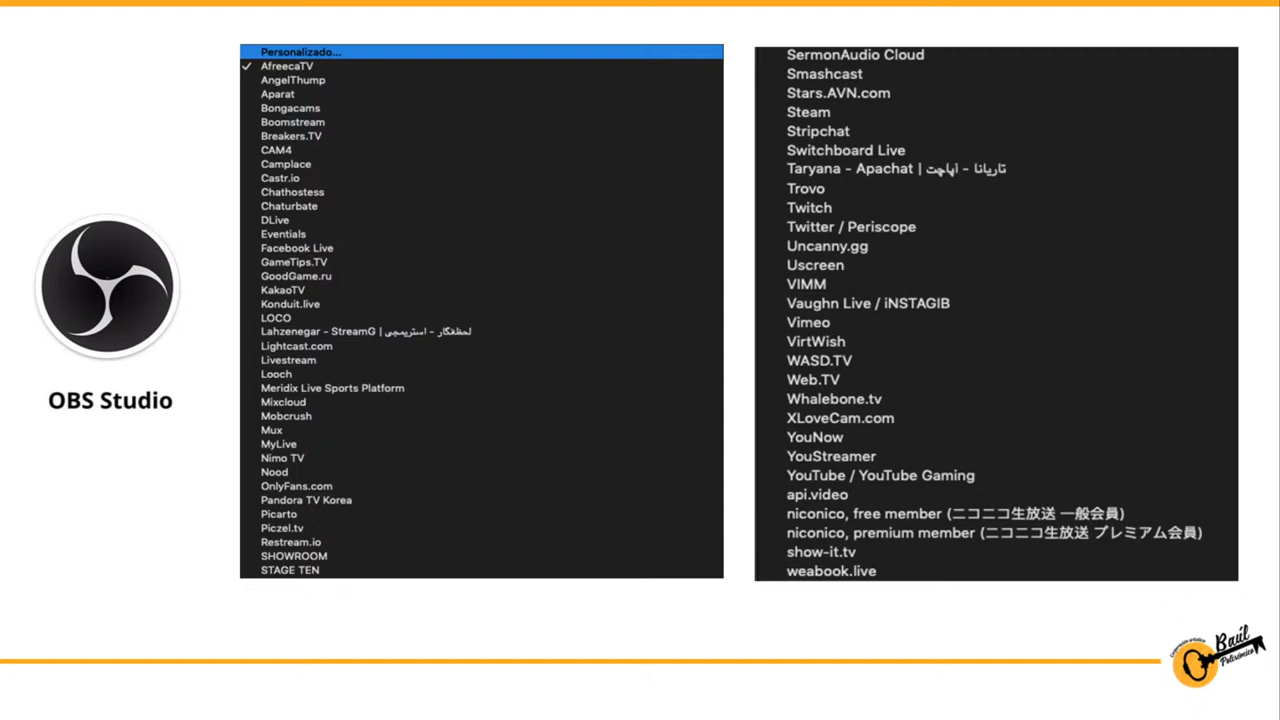 Personalizado...
AfreecaTV
AngelThump
Aparat
Bongacams
Boomstream
Breakers.TV
CAM4
Camplace
Castr.io
Chathostess
Chaturbate
DLive
Eventials
Facebook Live
GameTips.TV
GoodGame.ru
KakaoTV
Konduit.live
LOCO
Lahzenegar - StreamG | لحظه‌نگار - استریمجی
Lightcast.com
Livestream
Looch
Meridix Live Sports Platform
Mixcloud
Mobcrush
Mux
MyLive
Nimo TV
Nood
OnlyFans.com
Pandora TV Korea
Picarto
Piczel.tv
Restream.io
SHOWROOM
STAGE TEN
SermonAudio Cloud
Smashcast
Stars.AVN.com
Steam
Stripchat
Switchboard Live
Taryana - Apachat | تاریانا - آپاچت
Trovo
Twitch
Twitter / Periscope
Uncanny.gg
Uscreen
VIMM
Vaughn Live / iNSTAGIB
Vimeo
VirtWish
WASD.TV
Web.TV
Whalebone.tv
XLoveCam.com
YouNow
YouStreamer
YouTube / YouTube Gaming
api.video
niconico, free member (ニコニコ生放送 一般会員)
niconico, premium member (ニコニコ生放送 プレミアム会員)
show-it.tv
weabook.live
OBS Studio
Corporación artística
Baúl
Polisémico